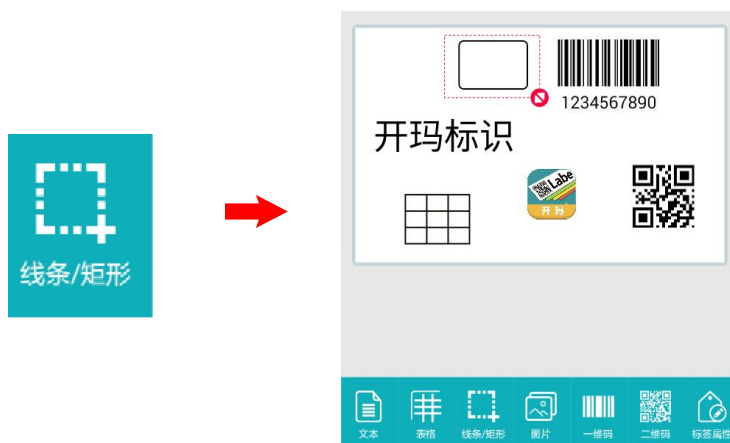 线条/矩形
1234567890
开玛标识
Labe
开玛
文本
表格
线条/矩形
图片
一维码
二维码
标签属性